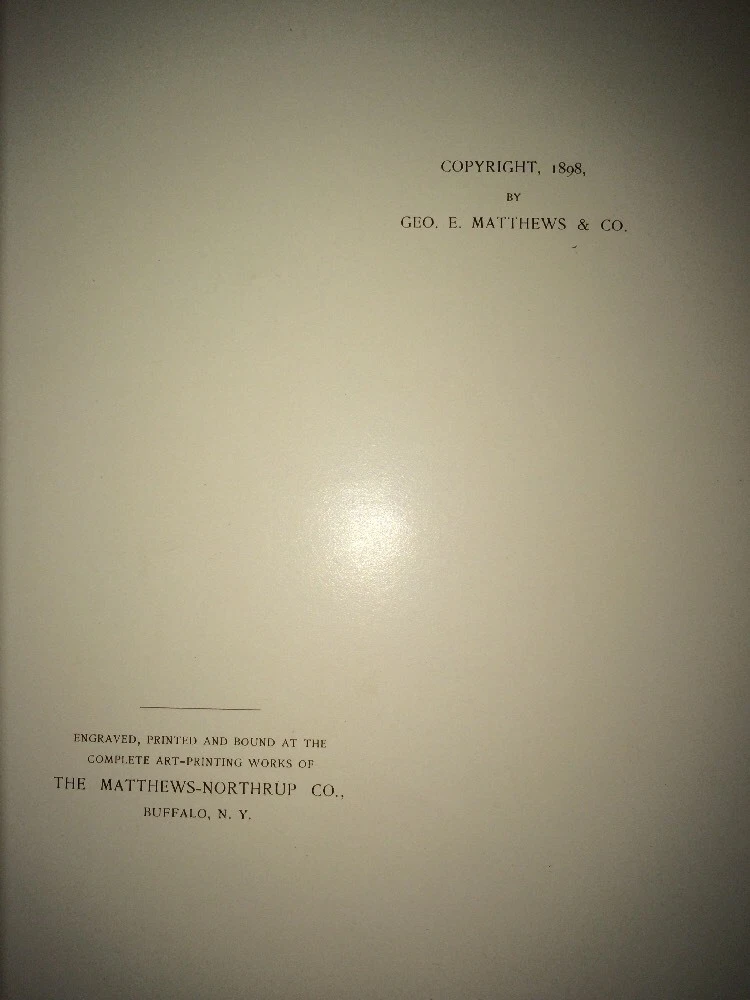 COPYRIGHT, 1898,
BY
GEO. E. MATTHEWS & CO.
ENGRAVED, PRINTED AND BOUND AT THE
COMPLETE ART-PRINTING WORKS OF
THE MATTHEWS-NORTHRUP CO.,
BUFFALO, N. Y.